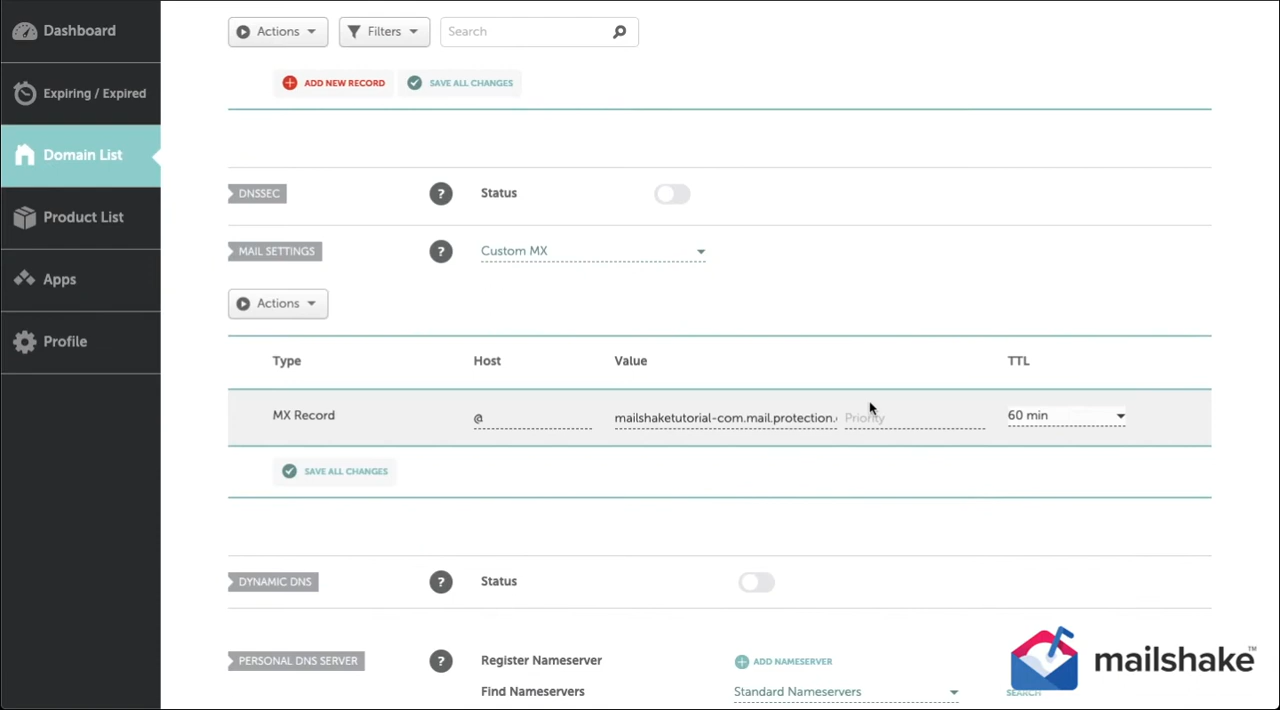 Dashboard
Expiring / Expired
Domain List
Product List
Apps
Profile
Actions Filters Search
ADD NEW RECORD SAVE ALL CHANGES
DNSSEC ? Status
MAIL SETTINGS ? Custom MX
Actions
Type Host Value TTL
MX Record @ mailshaketutorial-com.mail.protection. Priority 60 min
SAVE ALL CHANGES
DYNAMIC DNS ? Status
PERSONAL DNS SERVER ? Register Nameserver ADD NAMESERVER
Find Nameservers Standard Nameservers SEARCH
mailshake™